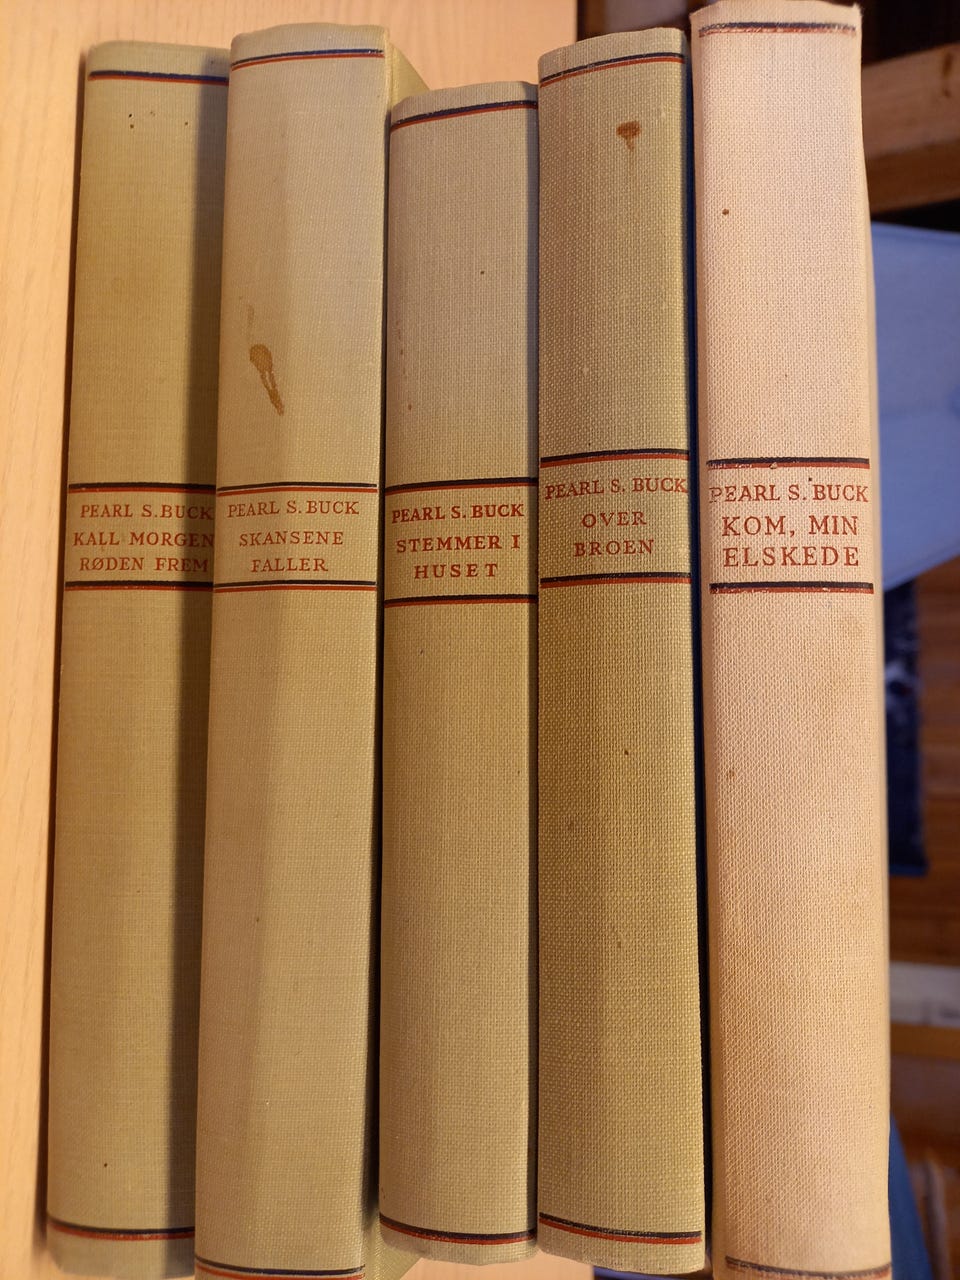 PEARL S. BUCK
KALL MORGEN
RØDEN FREM
PEARL S. BUCK
SKANSENE
FALLER
PEARL S. BUCK
STEMMER I
HUSET
PEARL S. BUCK
OVER
BROEN
PEARL S. BUCK
KOM, MIN
ELSKEDE